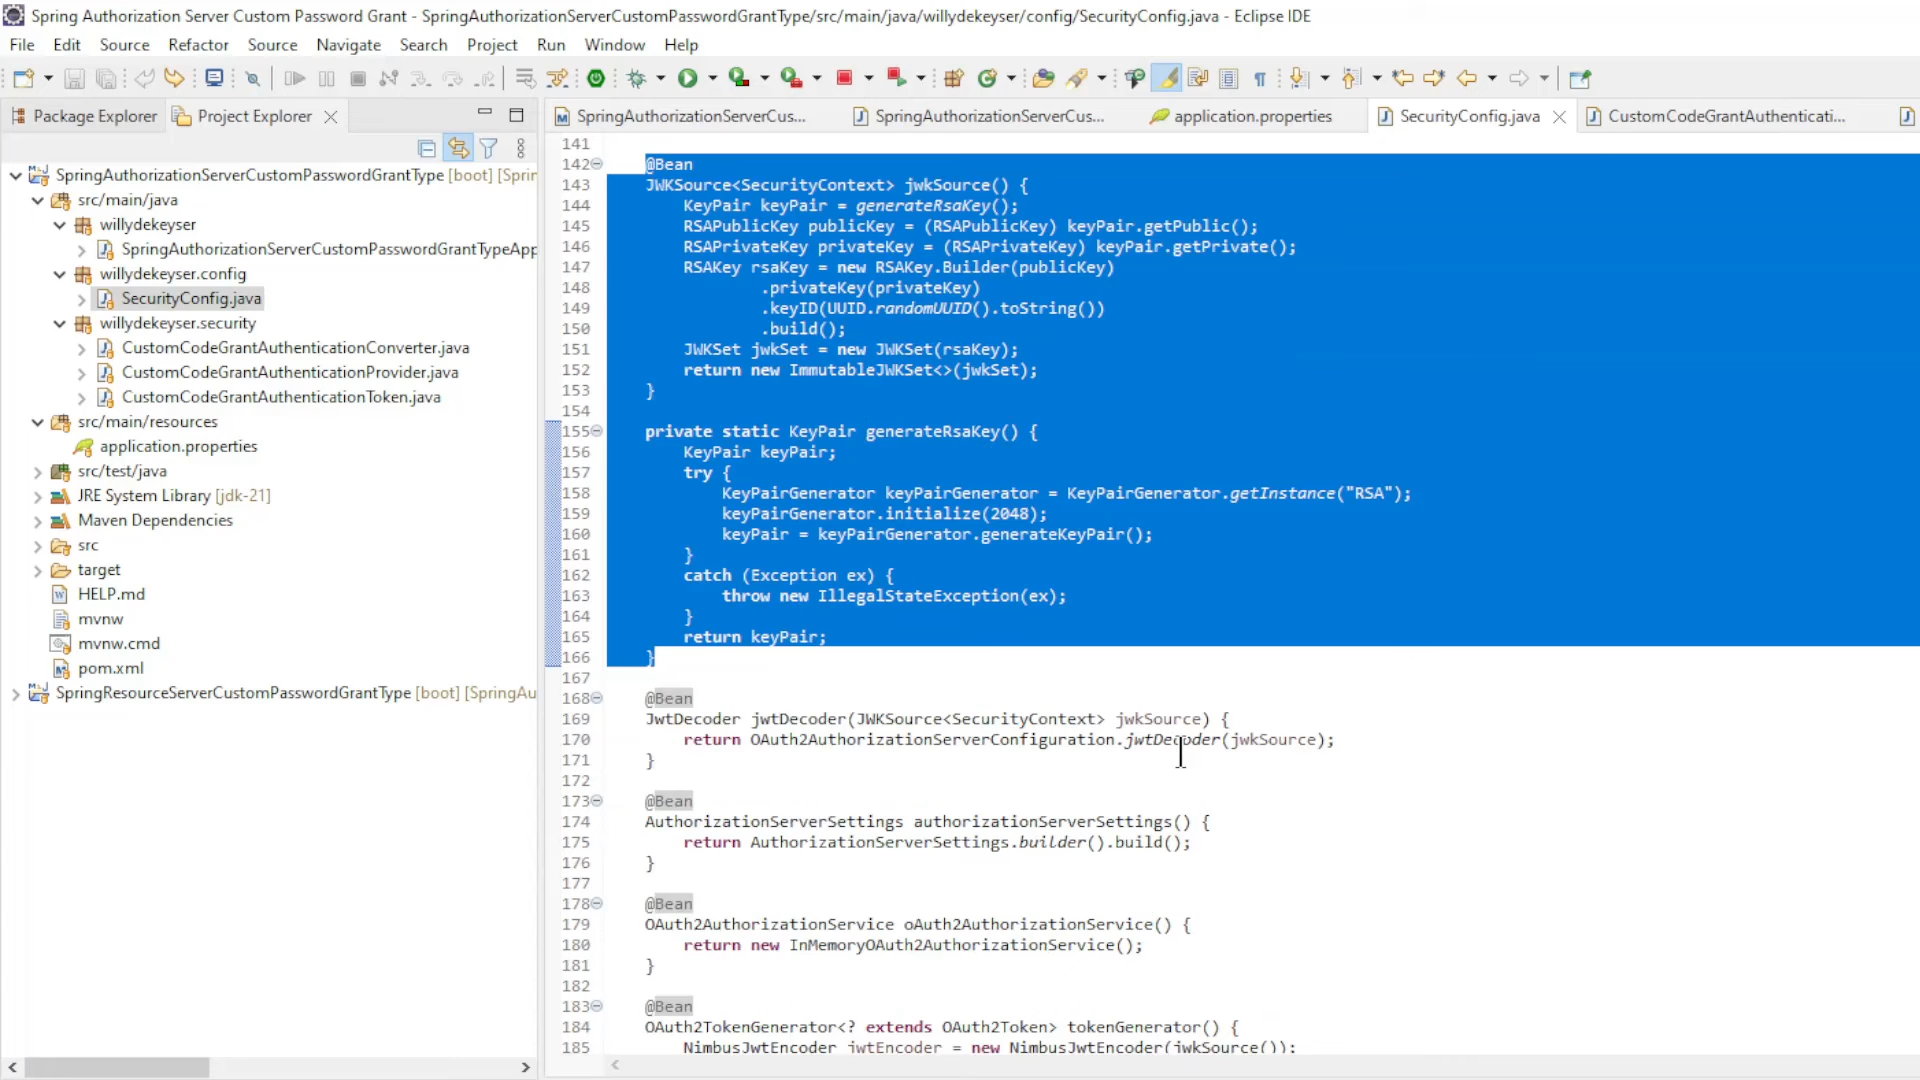 Spring Authorization Server Custom Password Grant - SpringAuthorizationServerCustomPasswordGrantType/src/main/java/willydekeyser/config/SecurityConfig.java - Eclipse IDE
File Edit Source Refactor Source Navigate Search Project Run Window Help
Package Explorer Project Explorer
SpringAuthorizationServerCus... SpringAuthorizationServerCus... application.properties SecurityConfig.java CustomCodeGrantAuthenticati...
SpringAuthorizationServerCustomPasswordGrantType [boot] [Sprin
src/main/java
willydekeyser
SpringAuthorizationServerCustomPasswordGrantTypeApp
willydekeyser.config
SecurityConfig.java
willydekeyser.security
CustomCodeGrantAuthenticationConverter.java
CustomCodeGrantAuthenticationProvider.java
CustomCodeGrantAuthenticationToken.java
src/main/resources
application.properties
src/test/java
JRE System Library [jdk-21]
Maven Dependencies
src
target
HELP.md
mvnw
mvnw.cmd
pom.xml
SpringResourceServerCustomPasswordGrantType [boot] [SpringAu
141
142 @Bean
143 JWKSource<SecurityContext> jwkSource() {
144 KeyPair keyPair = generateRsaKey();
145 RSAPublicKey publicKey = (RSAPublicKey) keyPair.getPublic();
146 RSAPrivateKey privateKey = (RSAPrivateKey) keyPair.getPrivate();
147 RSAKey rsaKey = new RSAKey.Builder(publicKey)
148 .privateKey(privateKey)
149 .keyID(UUID.randomUUID().toString())
150 .build();
151 JWKSet jwkSet = new JWKSet(rsaKey);
152 return new ImmutableJWKSet<>(jwkSet);
153 }
154
155 private static KeyPair generateRsaKey() {
156 KeyPair keyPair;
157 try {
158 KeyPairGenerator keyPairGenerator = KeyPairGenerator.getInstance("RSA");
159 keyPairGenerator.initialize(2048);
160 keyPair = keyPairGenerator.generateKeyPair();
161 }
162 catch (Exception ex) {
163 throw new IllegalStateException(ex);
164 }
165 return keyPair;
166 }
167
168 @Bean
169 JwtDecoder jwtDecoder(JWKSource<SecurityContext> jwkSource) {
170 return OAuth2AuthorizationServerConfiguration.jwtDecoder(jwkSource);
171 }
172
173 @Bean
174 AuthorizationServerSettings authorizationServerSettings() {
175 return AuthorizationServerSettings.builder().build();
176 }
177
178 @Bean
179 OAuth2AuthorizationService oAuth2AuthorizationService() {
180 return new InMemoryOAuth2AuthorizationService();
181 }
182
183 @Bean
184 OAuth2TokenGenerator<? extends OAuth2Token> tokenGenerator() {
185 NimbusJwtEncoder jwtEncoder = new NimbusJwtEncoder(jwkSource());